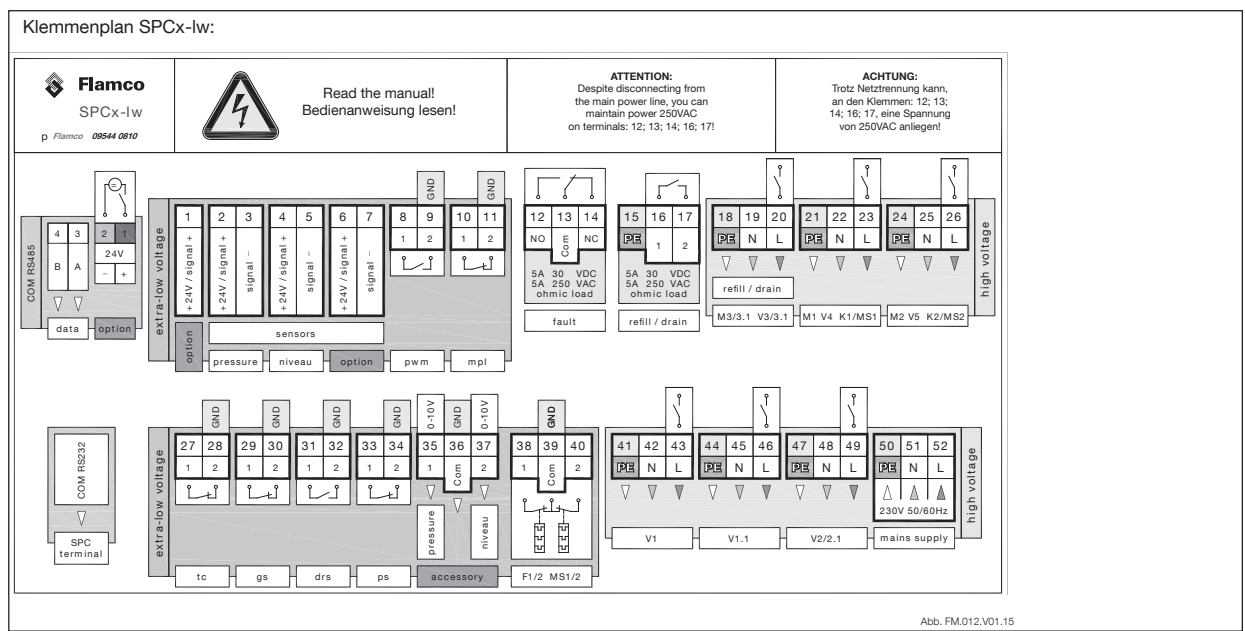 Klemmenplan SPCx-lw:
Flamco
SPCx-lw
p Flamco 09544 0810
Read the manual!
Bedienanweisung lesen!
ATTENTION:
Despite disconnecting from
the main power line, you can
maintain power 250VAC
on terminals: 12; 13; 14; 16; 17!
ACHTUNG:
Trotz Netztrennung kann,
an den Klemmen: 12; 13;
14; 16; 17, eine Spannung
von 250VAC anliegen!
COM RS485
4 3 2 1
B A 24V
- +
data option
extra-low voltage
GND GND
1 2 3 4 5 6 7 8 9 10 11
+ 24V / signal +
+ 24V / signal +
signal -
+ 24V / signal +
signal -
+ 24V / signal +
signal -
1 2 1 2
option
sensors
pressure niveau option pwm mpl
12 13 14
NO Com NC
5A 30 VDC
5A 250 VAC
ohmic load
fault
15 16 17
PE 1 2
5A 30 VDC
5A 250 VAC
ohmic load
refill / drain
18 19 20 21 22 23 24 25 26
PE N L PE N L PE N L
refill / drain
M3/3.1 V3/3.1 M1 V4 K1/MS1 M2 V5 K2/MS2
high voltage
COM RS232
SPC
terminal
extra-low voltage
GND GND GND GND 0-10V GND 0-10V GND
27 28 29 30 31 32 33 34 35 36 37 38 39 40
1 2 1 2 1 2 1 2 1 Com 2 1 Com 2
pressure niveau
tc gs drs ps accessory F1/2 MS1/2
41 42 43 44 45 46 47 48 49 50 51 52
PE N L PE N L PE N L PE N L
230V 50/60Hz
V1 V1.1 V2/2.1 mains supply
high voltage
Abb. FM.012.V01.15